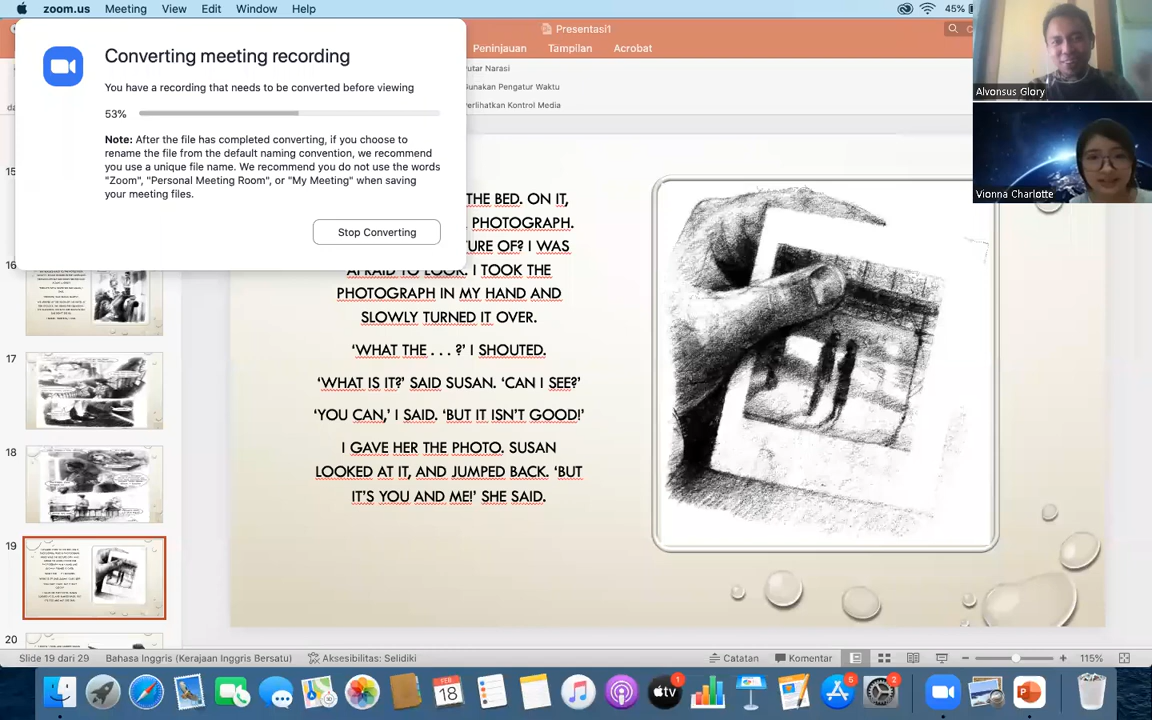 zoom.us Meeting View Edit Window Help 45%
Presentasi1
Peninjauan Tampilan Acrobat
Converting meeting recording
You have a recording that needs to be converted before viewing
53%
Note: After the file has completed converting, if you choose to
rename the file from the default naming convention, we recommend
you use a unique file name. We recommend you do not use the words
"Zoom", "Personal Meeting Room", or "My Meeting" when saving
your meeting files.
Stop Converting
utar Narasi
unakan Pengatur Waktu
erlihatkan Kontrol Media
Alvonsus Glory
Vionna Charlotte
THE BED. ON IT,
PHOTOGRAPH.
TURE OF? I WAS
AFRAID TO LOOK. I TOOK THE
PHOTOGRAPH IN MY HAND AND
SLOWLY TURNED IT OVER.
‘WHAT THE . . . ?’ I SHOUTED.
‘WHAT IS IT?’ SAID SUSAN. ‘CAN I SEE?’
‘YOU CAN,’ I SAID. ‘BUT IT ISN’T GOOD!’
I GAVE HER THE PHOTO. SUSAN
LOOKED AT IT, AND JUMPED BACK. ‘BUT
IT’S YOU AND ME!’ SHE SAID.
15
16
17
18
19
20
Slide 19 dari 29 Bahasa Inggris (Kerajaan Inggris Bersatu) Aksesibilitas: Selidiki Catatan Komentar 115%
FEB
18
tv
1
6
2